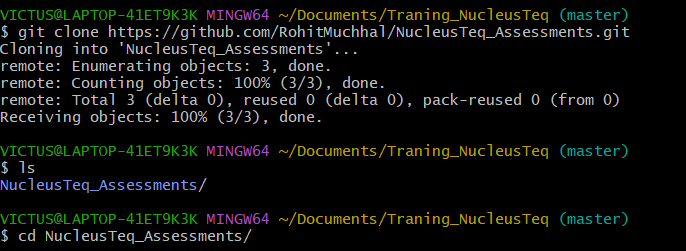 VICTUS@LAPTOP-41ET9K3K MINGW64 ~/Documents/Traning_NucleusTeq (master)
$ git clone https://github.com/RohitMuchhal/NucleusTeq_Assessments.git
Cloning into 'NucleusTeq_Assessments'...
remote: Enumerating objects: 3, done.
remote: Counting objects: 100% (3/3), done.
remote: Total 3 (delta 0), reused 0 (delta 0), pack-reused 0 (from 0)
Receiving objects: 100% (3/3), done.
VICTUS@LAPTOP-41ET9K3K MINGW64 ~/Documents/Traning_NucleusTeq (master)
$ ls
NucleusTeq_Assessments/
VICTUS@LAPTOP-41ET9K3K MINGW64 ~/Documents/Traning_NucleusTeq (master)
$ cd NucleusTeq_Assessments/